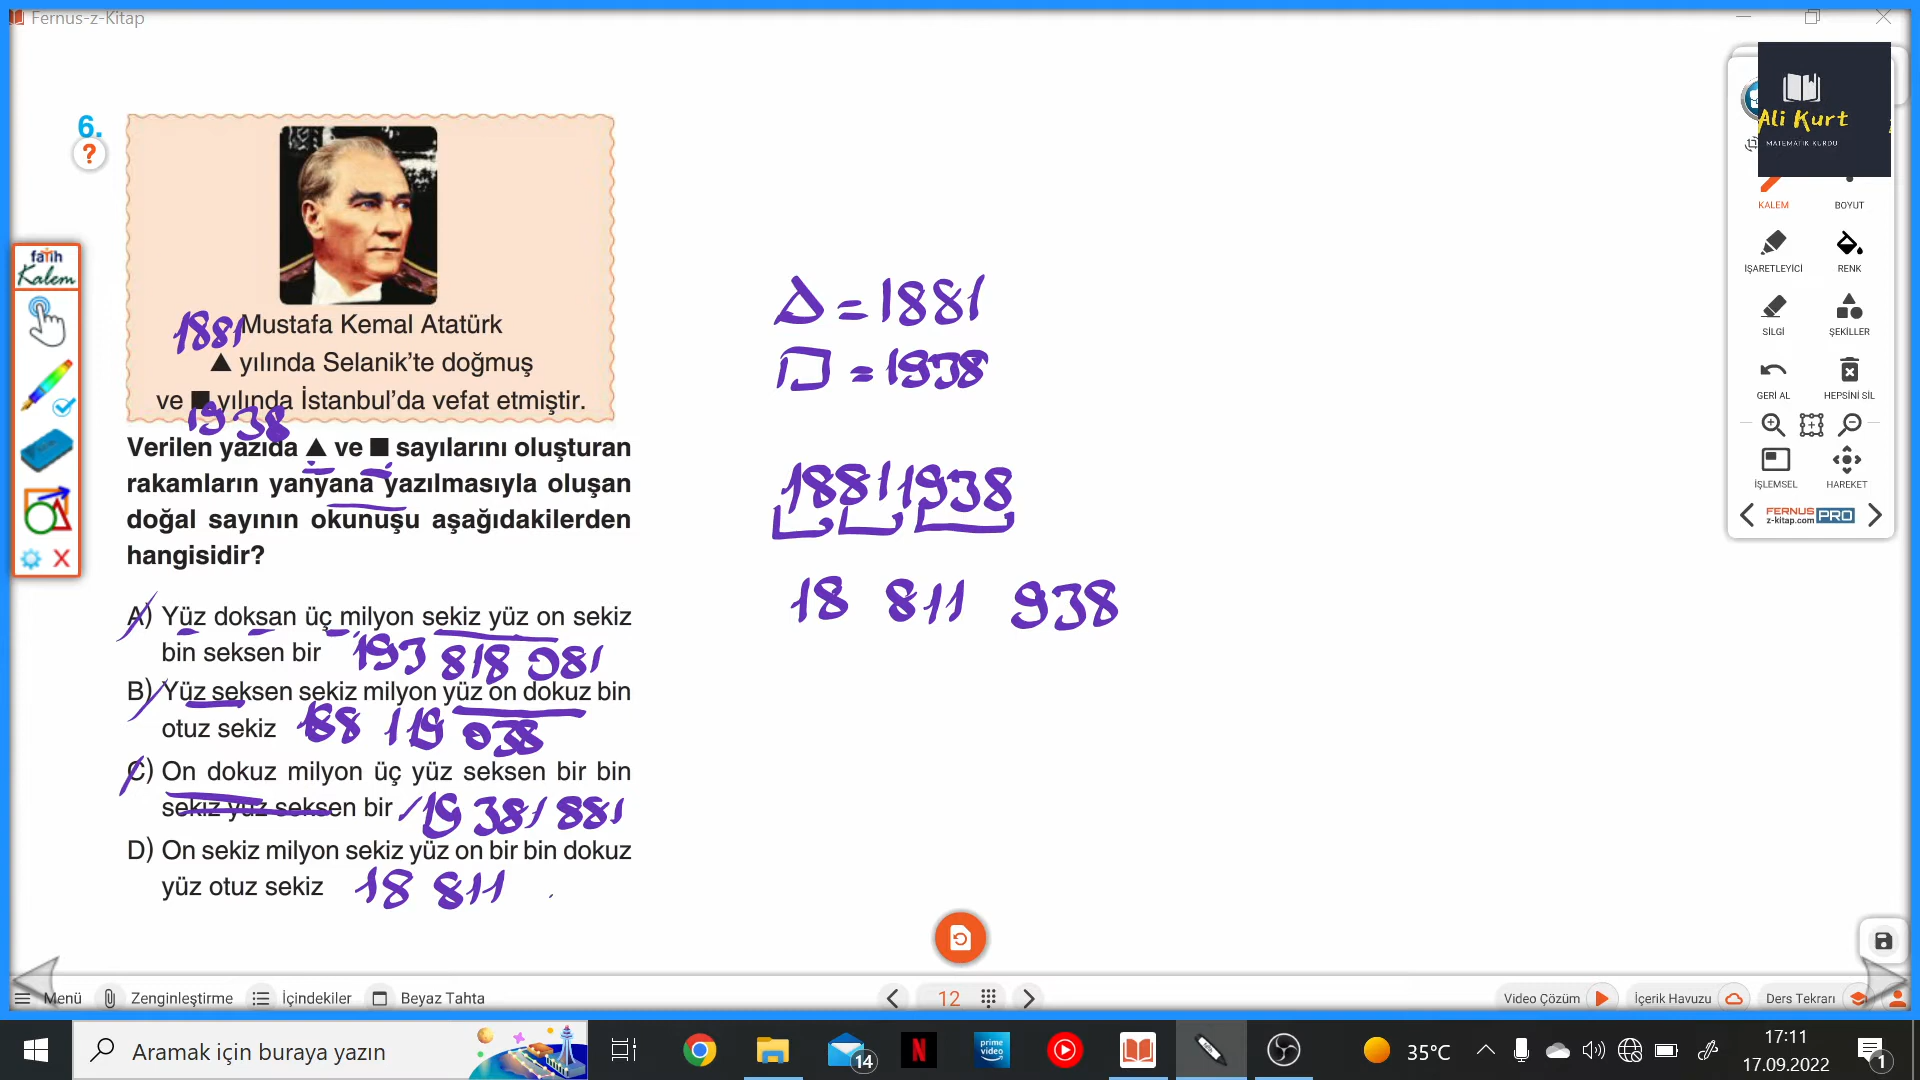 Fernus-z-Kitap
6.
?
1881
Mustafa Kemal Atatürk
▲ yılında Selanik'te doğmuş
ve ■ yılında İstanbul'da vefat etmiştir.
1938
Verilen yazıda ▲ ve ■ sayılarını oluşturan
rakamların yanyana yazılmasıyla oluşan
doğal sayının okunuşu aşağıdakilerden
hangisidir?
A) Yüz doksan üç milyon sekiz yüz on sekiz
bin seksen bir 193 818 081
B) Yüz seksen sekiz milyon yüz on dokuz bin
otuz sekiz 188 119 038
C) On dokuz milyon üç yüz seksen bir bin
sekiz yüz seksen bir 19 381 881
D) On sekiz milyon sekiz yüz on bir bin dokuz
yüz otuz sekiz 18 811
Δ = 1881
□ = 1938
18811938
18 811 938
fatih
Kalem
Ali Kurt
MATEMATİK KURDU
KALEM BOYUT
İŞARETLEYİCİ RENK
SİLGİ ŞEKİLLER
GERİ AL HEPSİNİ SİL
İŞLEMSEL HAREKET
FERNUS
z-kitap.com PRO
Menü Zenginleştirme İçindekiler Beyaz Tahta 12 Video Çözüm İçerik Havuzu Ders Tekrarı
Aramak için buraya yazın
14
N
prime
video
35°C
17:11
17.09.2022
1